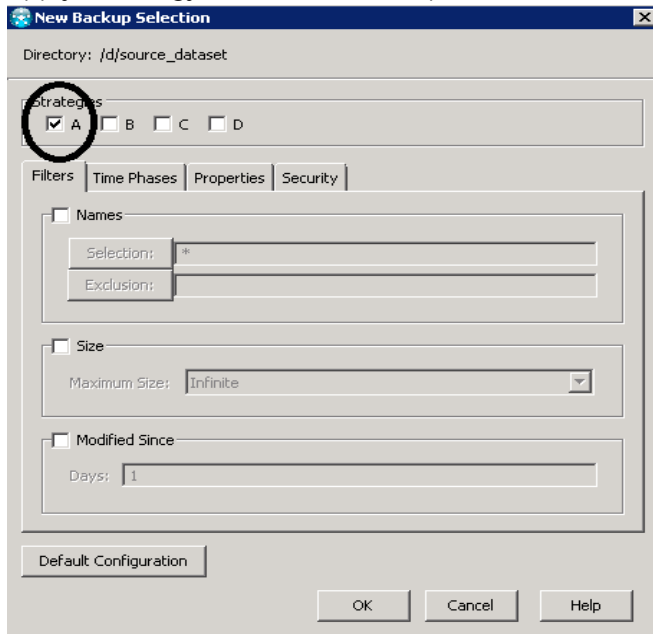 New Backup Selection
Directory: /d/source_dataset
Strategies
A B C D
Filters Time Phases Properties Security
Names
Selection: *
Exclusion:
Size
Maximum Size: Infinite
Modified Since
Days: 1
Default Configuration
OK Cancel Help